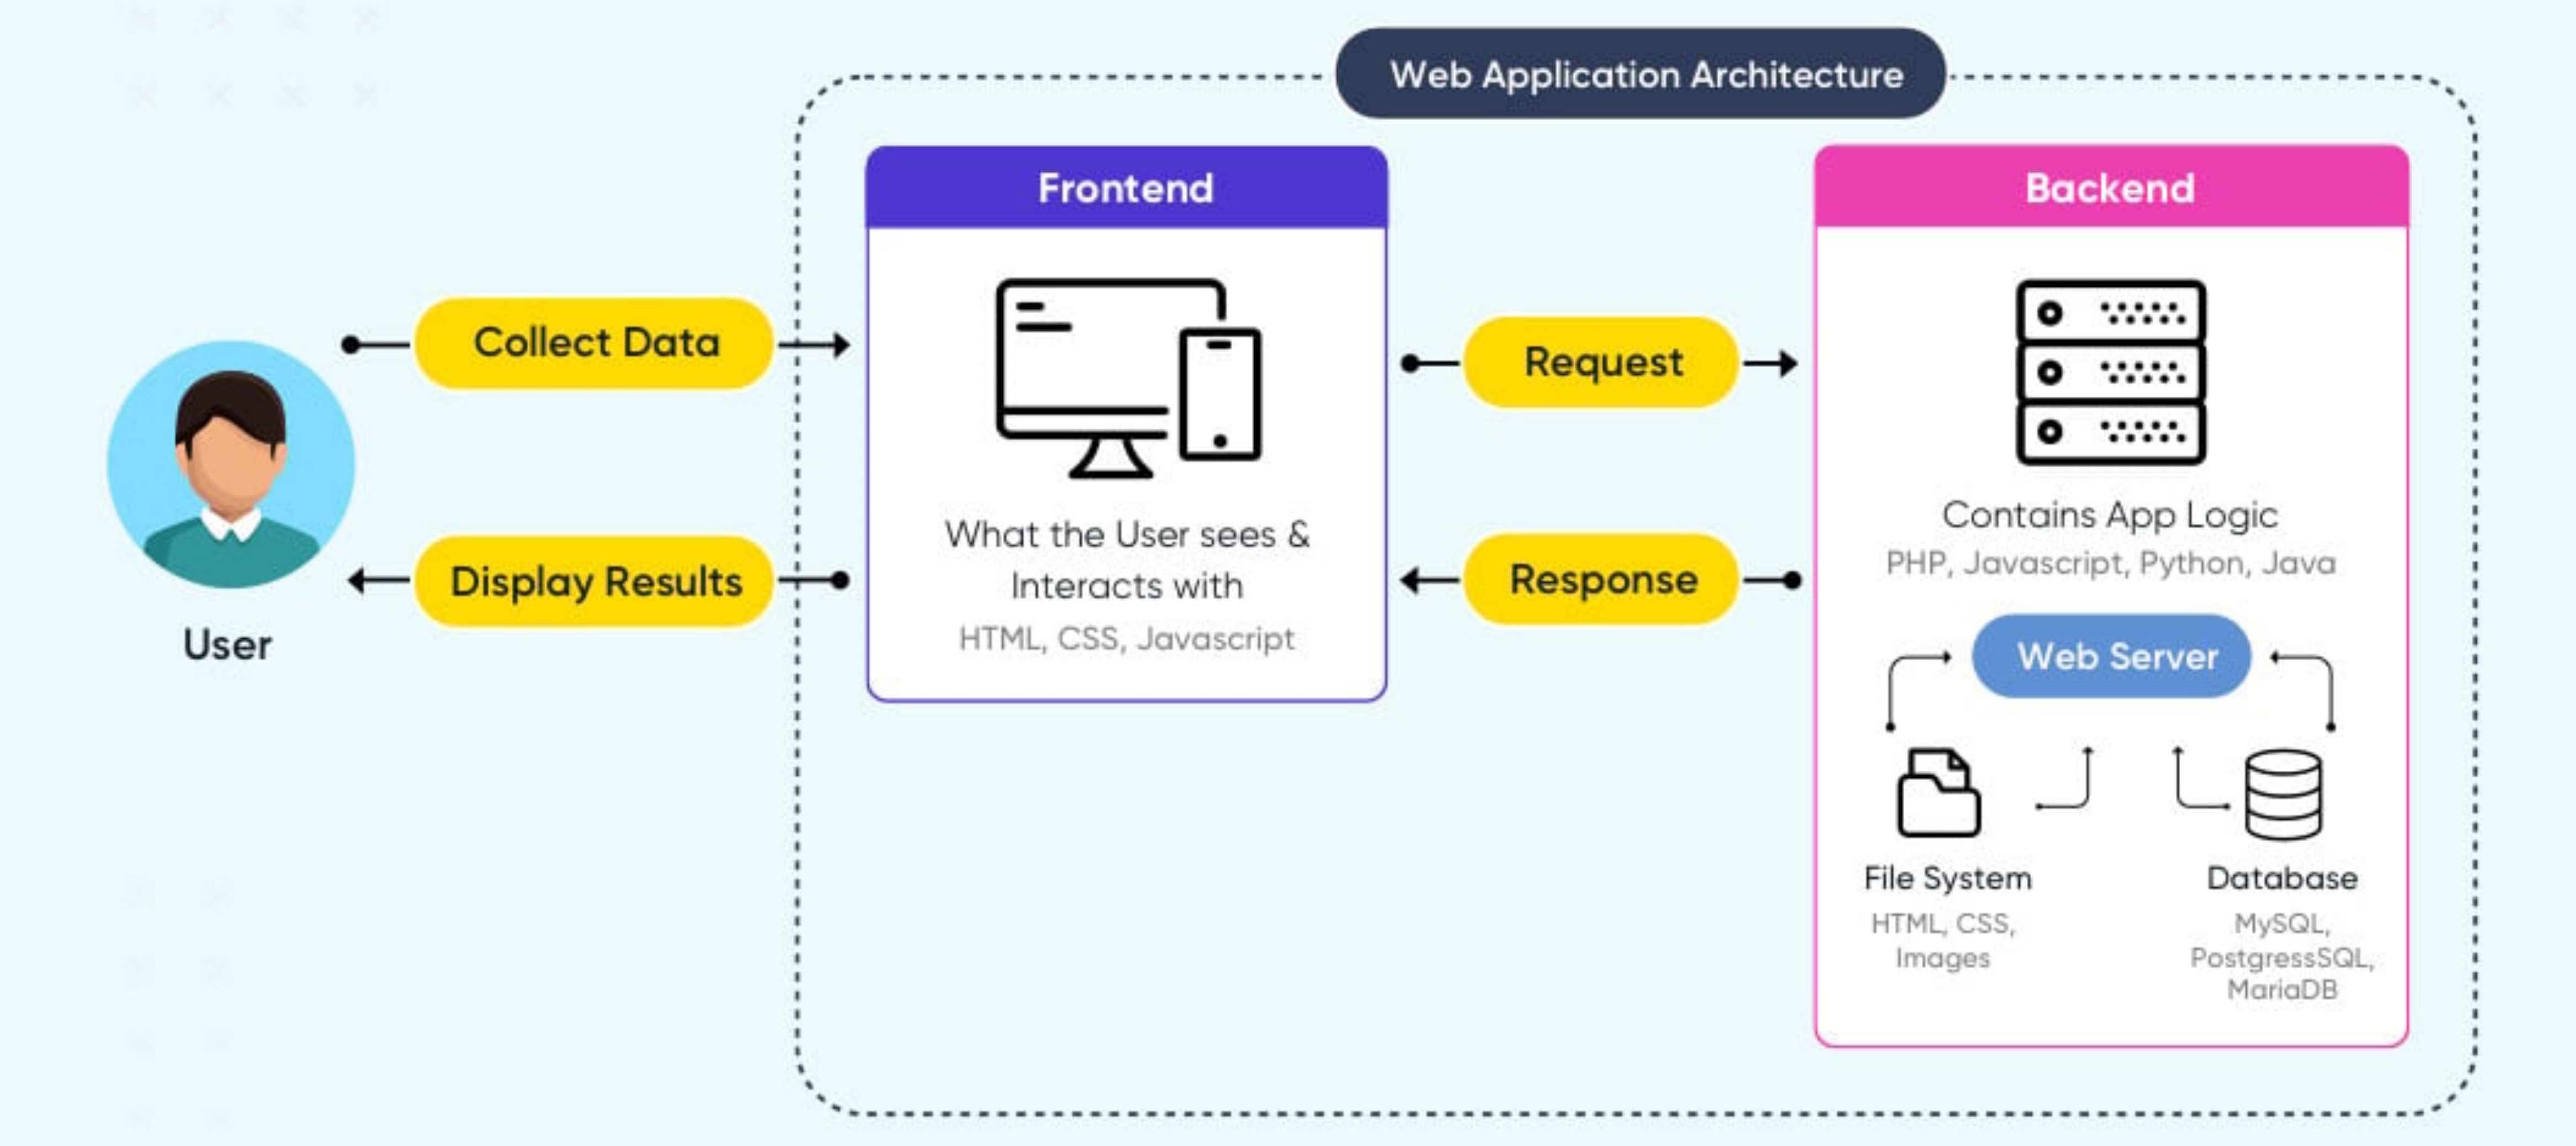 Web Application Architecture
Frontend
Backend
Collect Data
Request
What the User sees &
Interacts with
HTML, CSS, Javascript
Contains App Logic
PHP, Javascript, Python, Java
Display Results
Response
User
Web Server
File System
HTML, CSS,
Images
Database
MySQL,
PostgressSQL,
MariaDB